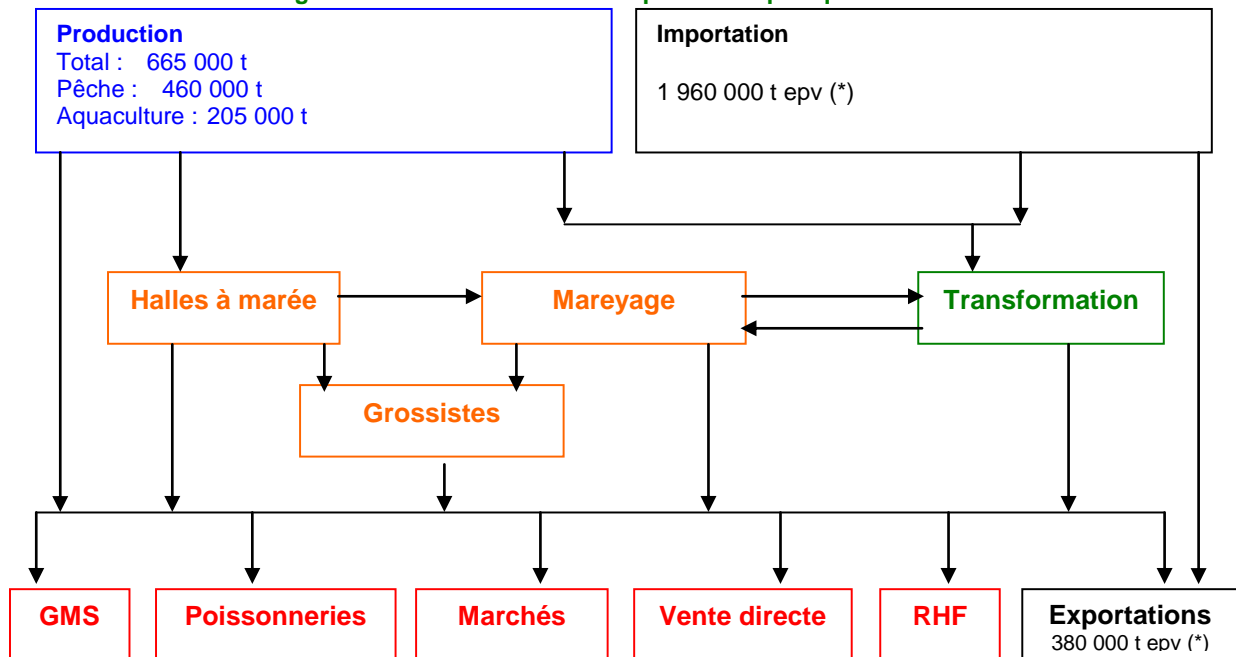 Production
Total : 665 000 t
Pêche : 460 000 t
Aquaculture : 205 000 t
Importation
1 960 000 t epv (*)
Halles à marée
Mareyage
Transformation
Grossistes
GMS
Poissonneries
Marchés
Vente directe
RHF
Exportations
380 000 t epv (*)